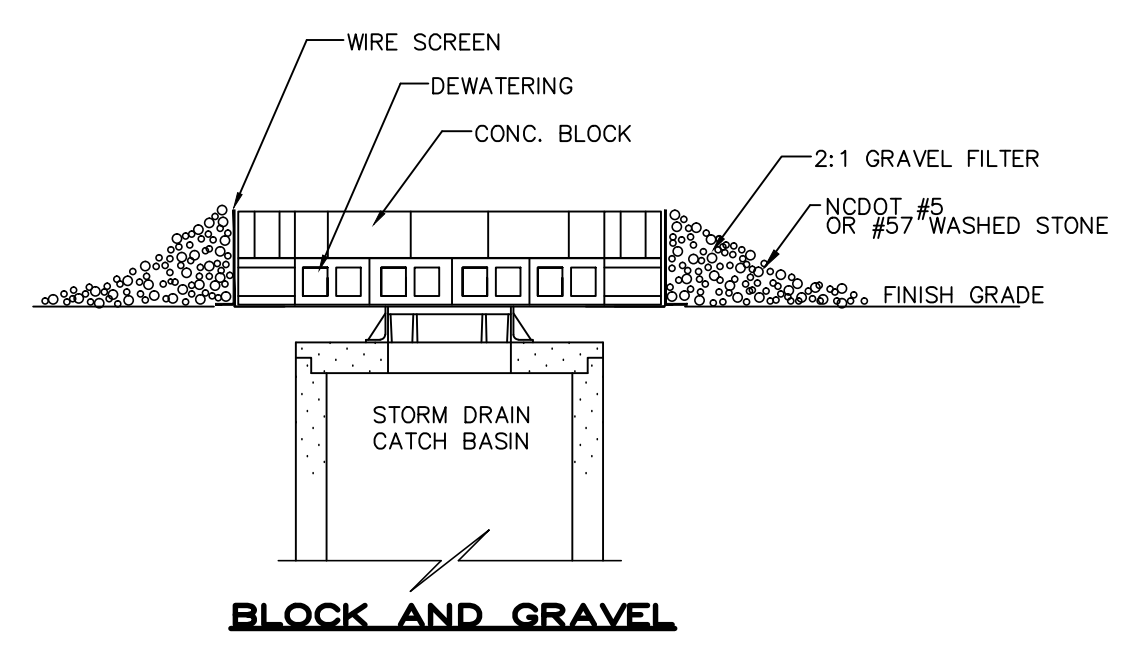 WIRE SCREEN
DEWATERING
CONC. BLOCK
2:1 GRAVEL FILTER
NCDOT #5
OR #57 WASHED STONE
FINISH GRADE
STORM DRAIN
CATCH BASIN
BLOCK AND GRAVEL